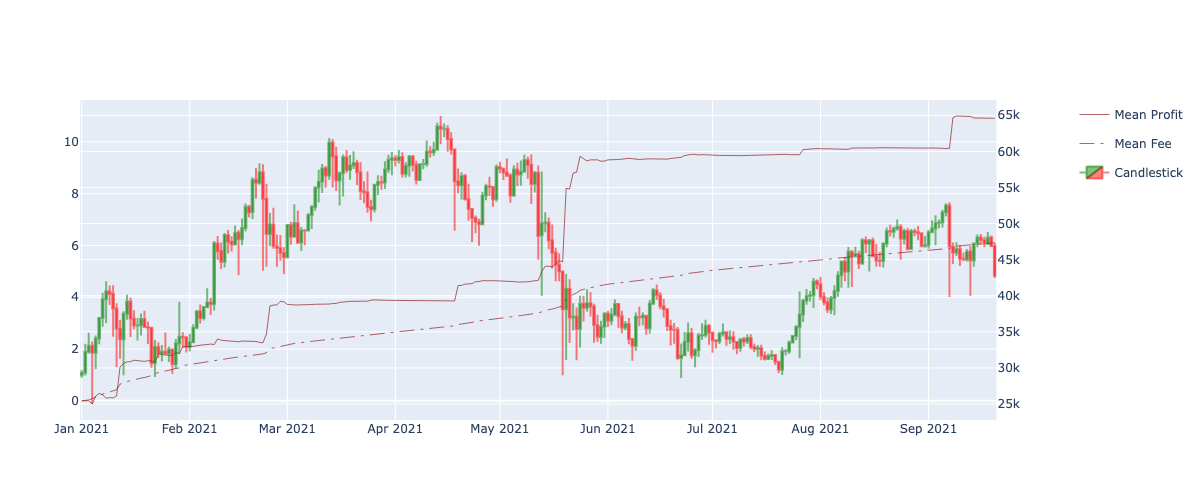 10
8
6
4
2
0
65k
60k
55k
50k
45k
40k
35k
30k
25k
Jan 2021
Feb 2021
Mar 2021
Apr 2021
May 2021
Jun 2021
Jul 2021
Aug 2021
Sep 2021
Mean Profit
Mean Fee
Candlestick